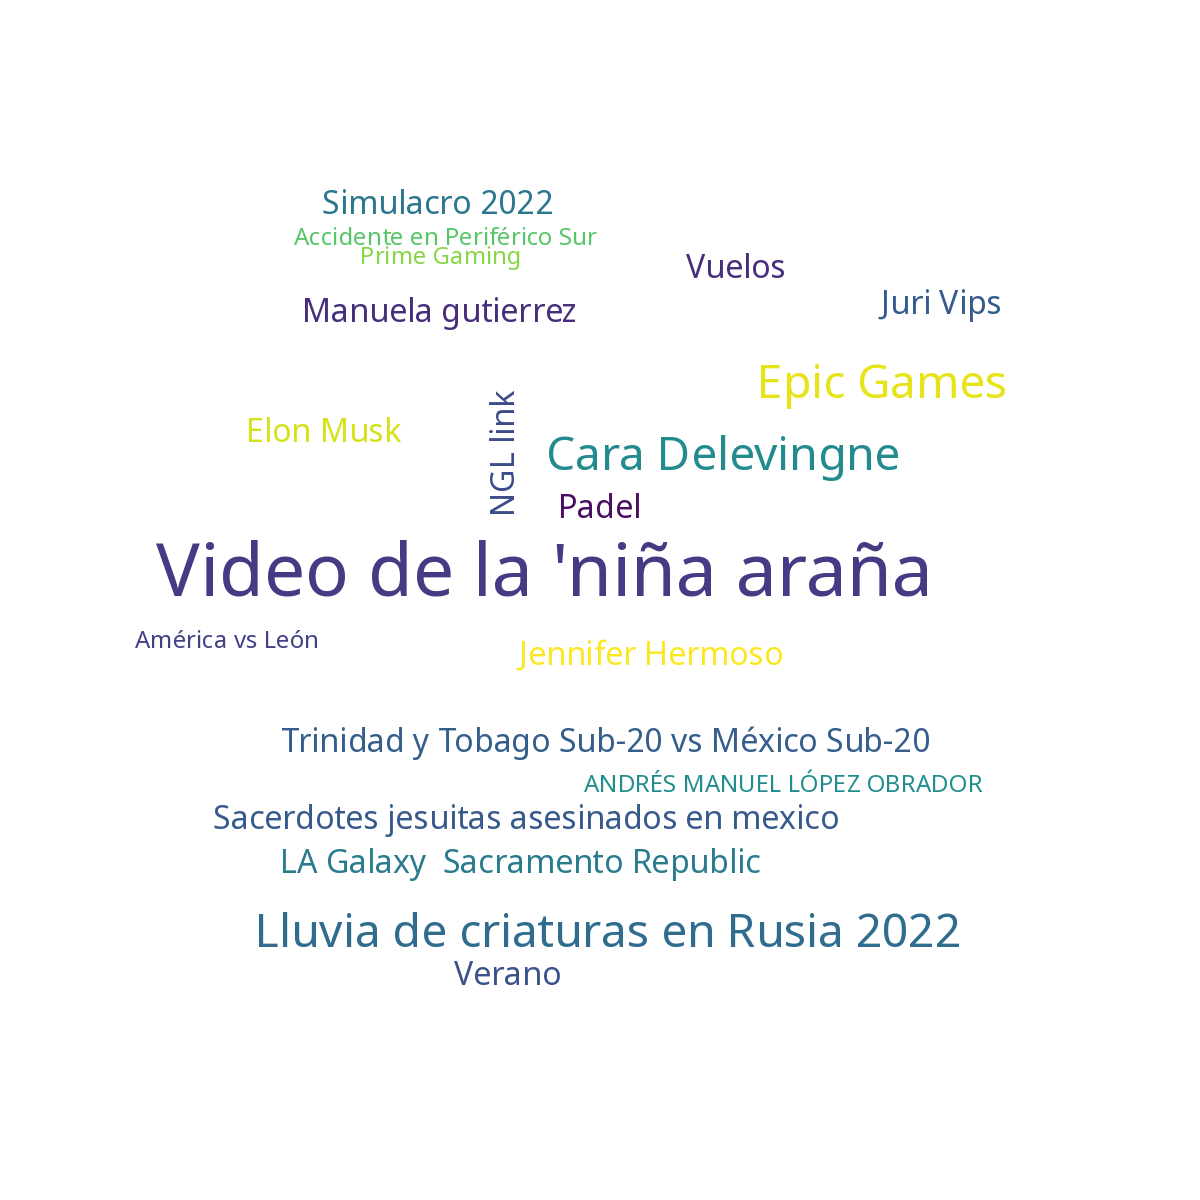 Simulacro 2022
Accidente en Periférico Sur
Prime Gaming
Vuelos
Manuela gutierrez
Juri Vips
Epic Games
Elon Musk
NGL link
Cara Delevingne
Padel
Video de la 'niña araña
América vs León
Jennifer Hermoso
Trinidad y Tobago Sub-20 vs México Sub-20
ANDRÉS MANUEL LÓPEZ OBRADOR
Sacerdotes jesuitas asesinados en mexico
LA Galaxy  Sacramento Republic
Lluvia de criaturas en Rusia 2022
Verano